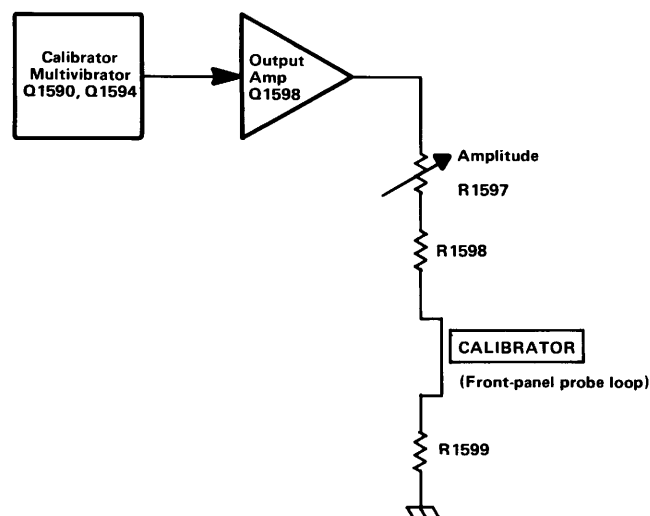 Calibrator
Multivibrator
Q1590, Q1594
Output
Amp
Q1598
Amplitude
R1597
R1598
CALIBRATOR
(Front-panel probe loop)
R1599